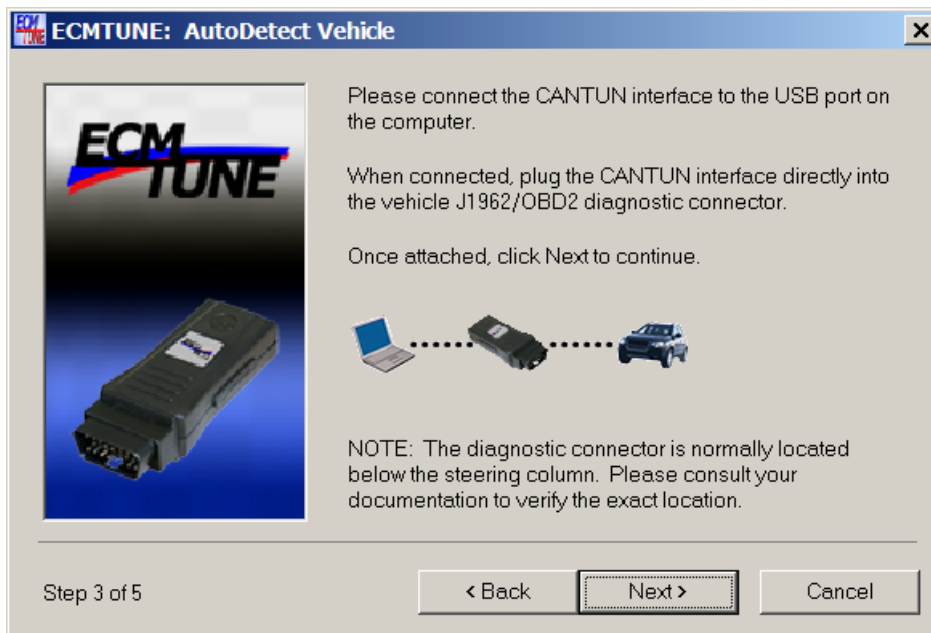 ECMTUNE: AutoDetect Vehicle
ECM
TUNE
Please connect the CANTUN interface to the USB port on
the computer.
When connected, plug the CANTUN interface directly into
the vehicle J1962/OBD2 diagnostic connector.
Once attached, click Next to continue.
NOTE: The diagnostic connector is normally located
below the steering column. Please consult your
documentation to verify the exact location.
Step 3 of 5
< Back
Next >
Cancel